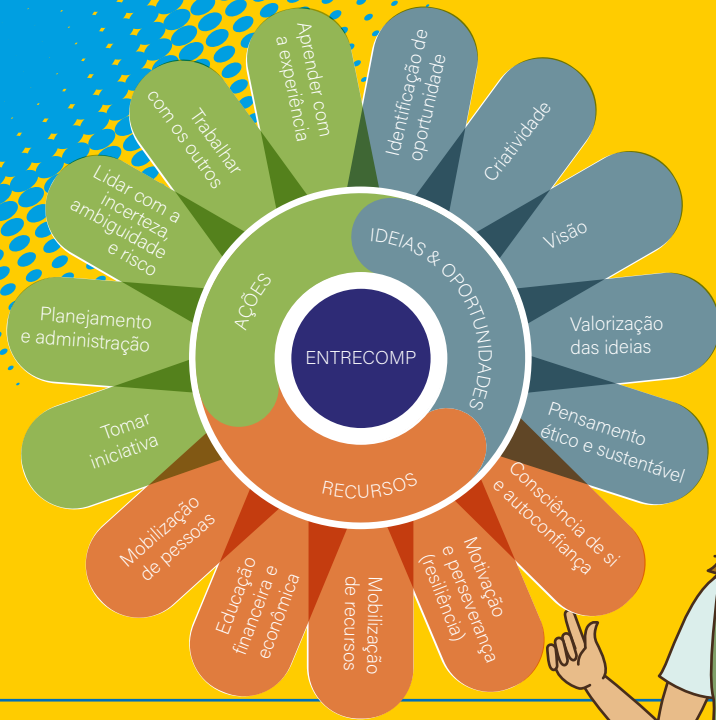 ENTRECOMP
IDEIAS & OPORTUNIDADES
Identificação de
oportunidade
Criatividade
Visão
Valorização
das ideias
Pensamento
ético e sustentável
RECURSOS
Consciência de si
e autoconfiança
Motivação
e perseverança
(resiliência)
Mobilização
de recursos
Educação
financeira e
econômica
Mobilização
de pessoas
AÇÕES
Tomar
iniciativa
Planejamento
e administração
Lidar com a
incerteza,
ambiguidade
e risco
Trabalhar
com os outros
Aprender com
a experiência